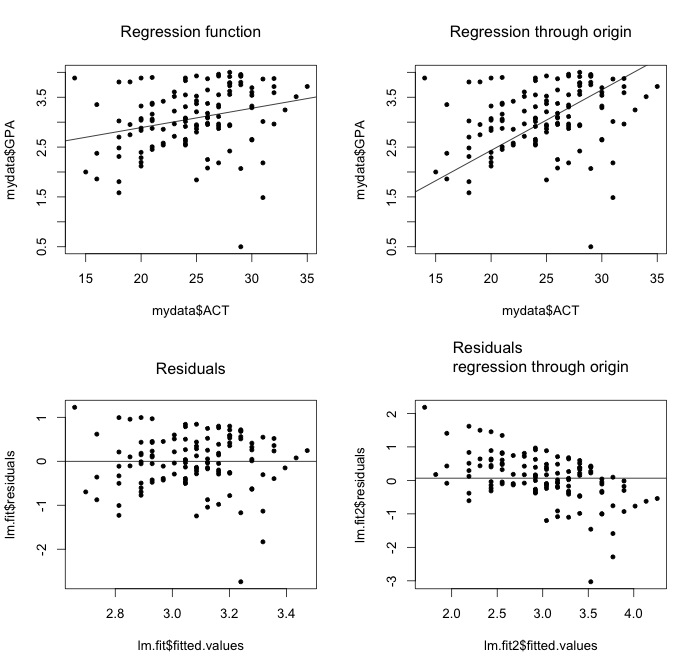 Regression function
3.5
2.5
1.5
0.5
mydata$GPA
15 20 25 30 35
mydata$ACT
Regression through origin
3.5
2.5
1.5
0.5
mydata$GPA
15 20 25 30 35
mydata$ACT
Residuals
1
0
-1
-2
lm.fit$residuals
2.8 3.0 3.2 3.4
lm.fit$fitted.values
Residuals
regression through origin
2
1
0
-1
-2
-3
lm.fit2$residuals
2.0 2.5 3.0 3.5 4.0
lm.fit2$fitted.values